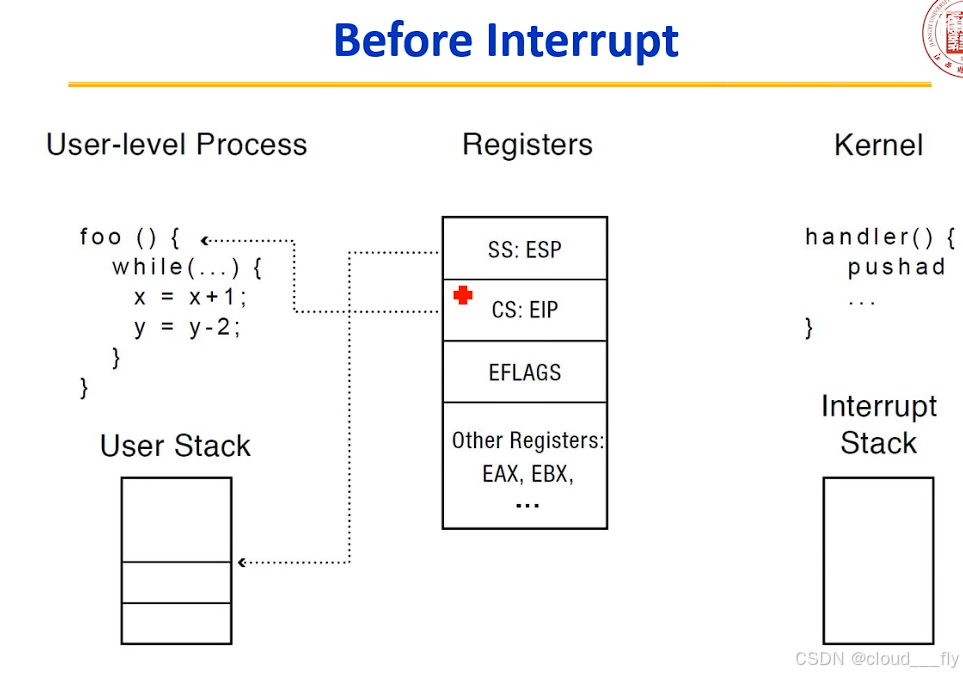 Before Interrupt
User-level Process
Registers
Kernel
foo () {
while(...) {
x = x+1;
y = y-2;
}
}
SS: ESP
CS: EIP
EFLAGS
Other Registers:
EAX, EBX,
...
handler() {
pushad
...
}
User Stack
Interrupt
Stack
CSDN @cloud___fly